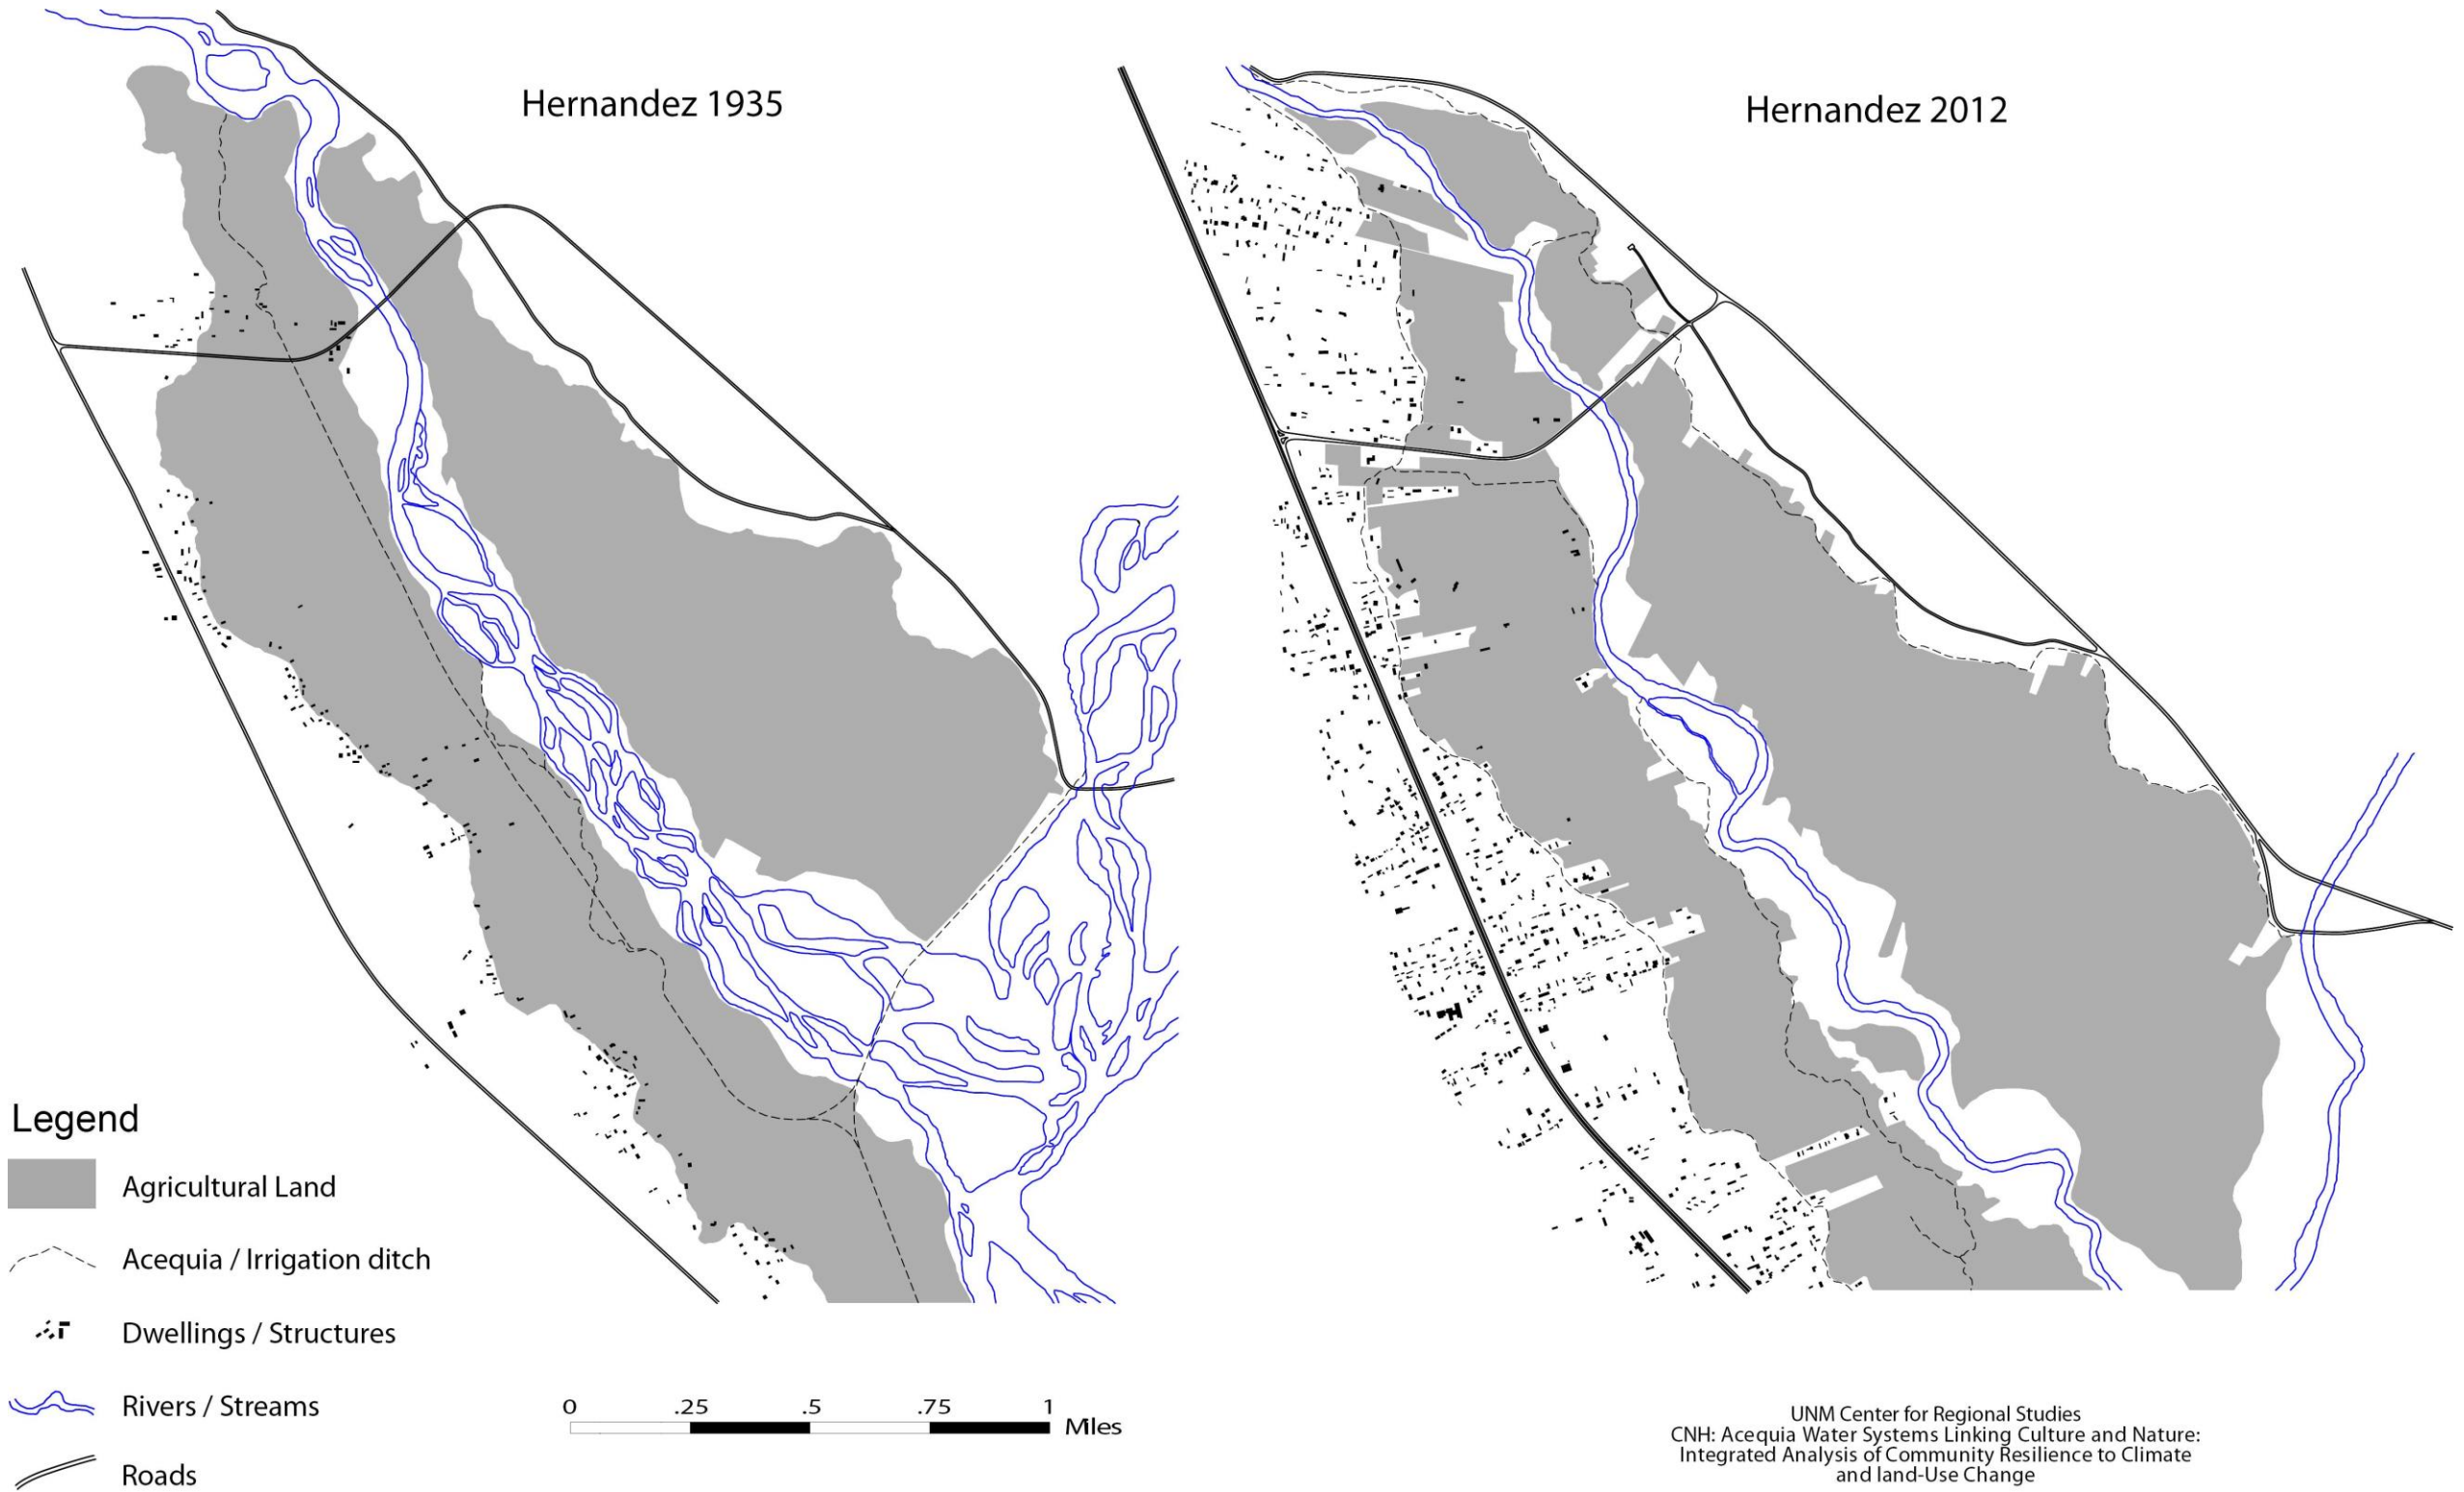 Hernandez 1935
Hernandez 2012
Legend
Agricultural Land
Acequia / Irrigation ditch
Dwellings / Structures
Rivers / Streams
Roads
0 .25 .5 .75 1
Miles
UNM Center for Regional Studies
CNH: Acequia Water Systems Linking Culture and Nature:
Integrated Analysis of Community Resilience to Climate
and land-Use Change